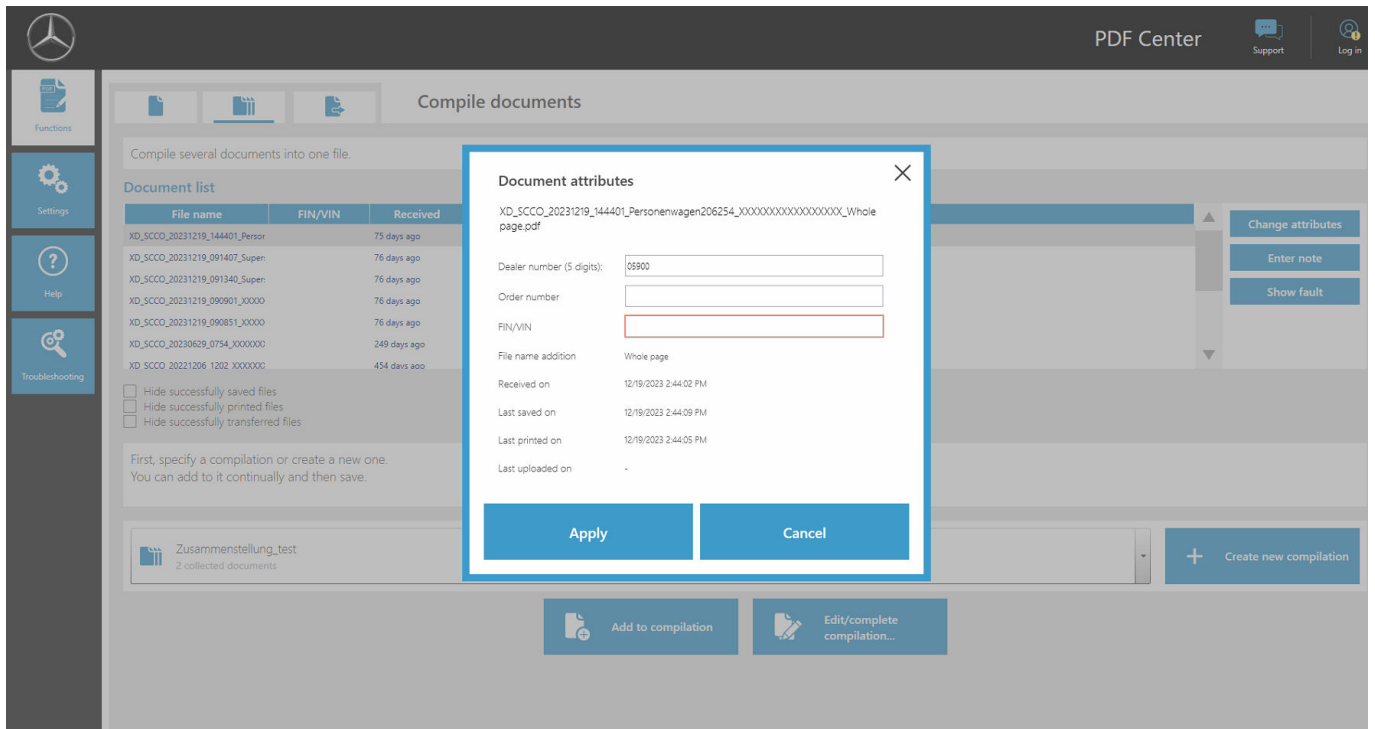 PDF Center
Support
Log in
Functions
Settings
Help
Troubleshooting
Compile documents
Compile several documents into one file.
Document list
File name FIN/VIN Received
XD_SCCO_20231219_144401_Person 75 days ago
XD_SCCO_20231219_091407_Supers 76 days ago
XD_SCCO_20231219_091340_Supers 76 days ago
XD_SCCO_20231219_090901_XXXXX 76 days ago
XD_SCCO_20231219_090851_XXXXX 76 days ago
XD_SCCO_20230629_0754_XXXXXXX 249 days ago
XD_SCCO_20221206_1202_XXXXXXX 454 days ago
Change attributes
Enter note
Show fault
Hide successfully saved files
Hide successfully printed files
Hide successfully transferred files
First, specify a compilation or create a new one.
You can add to it continually and then save.
Zusammenstellung_test
2 collected documents
Create new compilation
Add to compilation
Edit/complete
compilation...
Document attributes
XD_SCCO_20231219_144401_Personenwagen206254_XXXXXXXXXXXXXXXXX_Whole
page.pdf
Dealer number (5 digits): 05900
Order number
FIN/VIN
File name addition Whole page
Received on 12/19/2023 2:44:02 PM
Last saved on 12/19/2023 2:44:09 PM
Last printed on 12/19/2023 2:44:05 PM
Last uploaded on -
Apply
Cancel